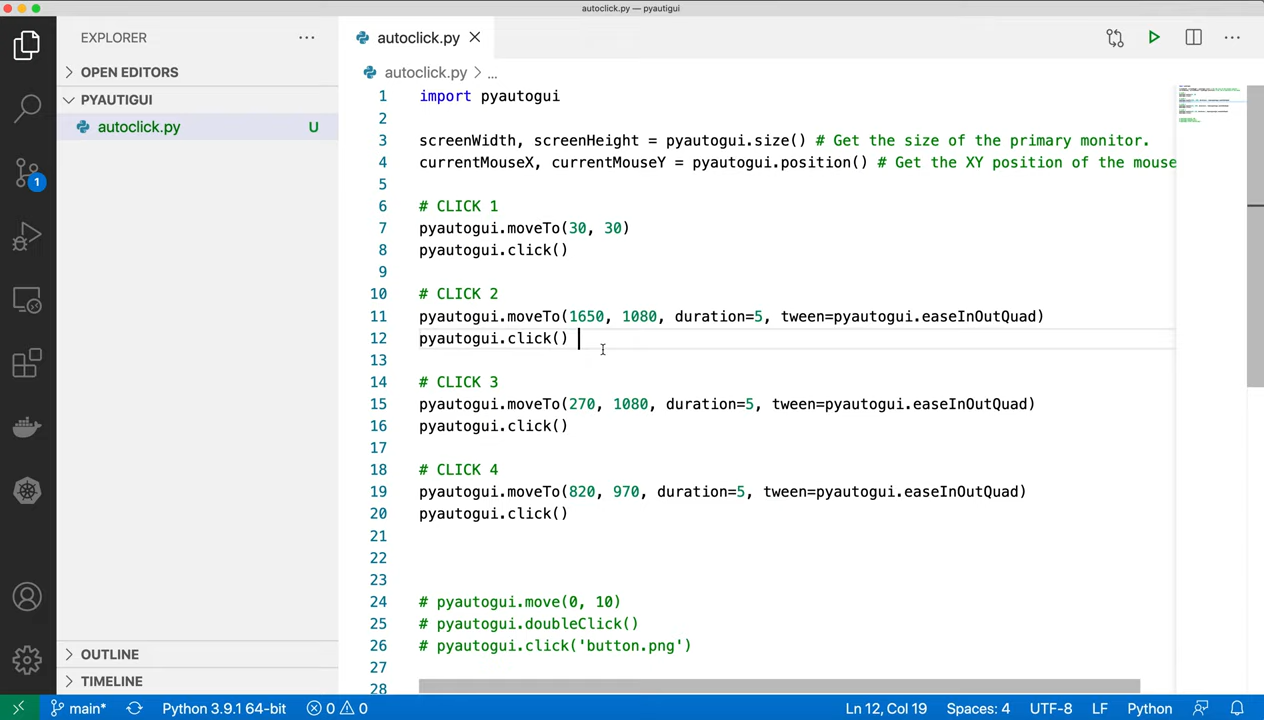 autoclick.py — pyautigui
EXPLORER
OPEN EDITORS
PYAUTIGUI
autoclick.py U
1
autoclick.py
autoclick.py > ...
1 import pyautogui
2
3 screenWidth, screenHeight = pyautogui.size() # Get the size of the primary monitor.
4 currentMouseX, currentMouseY = pyautogui.position() # Get the XY position of the mouse
5
6 # CLICK 1
7 pyautogui.moveTo(30, 30)
8 pyautogui.click()
9
10 # CLICK 2
11 pyautogui.moveTo(1650, 1080, duration=5, tween=pyautogui.easeInOutQuad)
12 pyautogui.click()
13
14 # CLICK 3
15 pyautogui.moveTo(270, 1080, duration=5, tween=pyautogui.easeInOutQuad)
16 pyautogui.click()
17
18 # CLICK 4
19 pyautogui.moveTo(820, 970, duration=5, tween=pyautogui.easeInOutQuad)
20 pyautogui.click()
21
22
23
24 # pyautogui.move(0, 10)
25 # pyautogui.doubleClick()
26 # pyautogui.click('button.png')
27
28
OUTLINE
TIMELINE
main* Python 3.9.1 64-bit 0 0 Ln 12, Col 19 Spaces: 4 UTF-8 LF Python